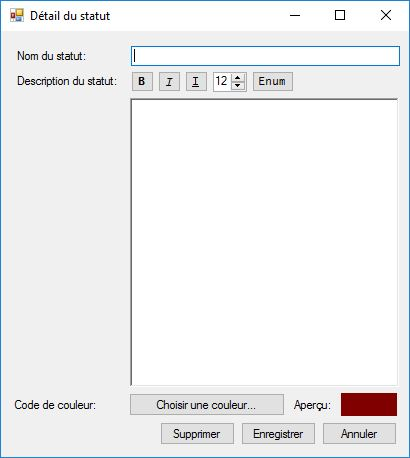 Détail du statut
Nom du statut:
Description du statut: B I I 12 Enum
Code de couleur: Choisir une couleur... Aperçu:
Supprimer Enregistrer Annuler